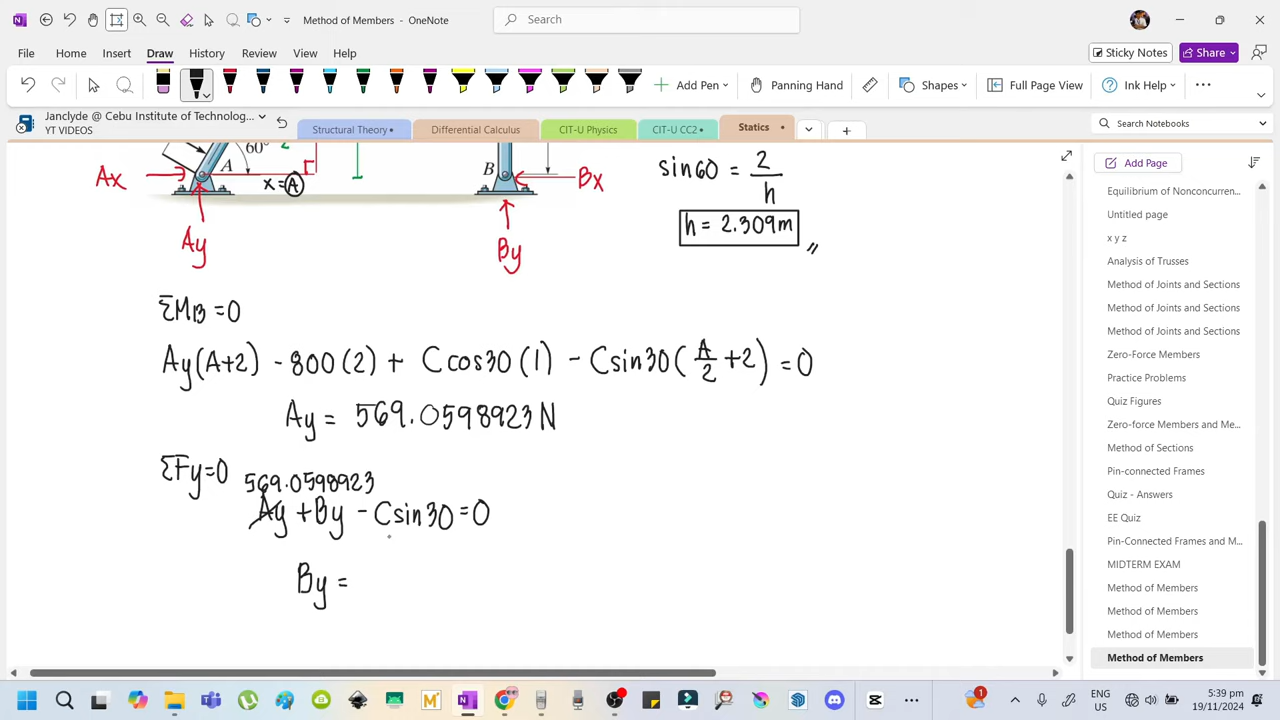 Method of Members - OneNote
Search
File Home Insert Draw History Review View Help
Sticky Notes Share
Add Pen Panning Hand Shapes Full Page View Ink Help
Janclyde @ Cebu Institute of Technolog...
YT VIDEOS
Structural Theory Differential Calculus CIT-U Physics CIT-U CC2 Statics
Search Notebooks
Add Page
Equilibrium of Nonconcurren...
Untitled page
x y z
Analysis of Trusses
Method of Joints and Sections
Method of Joints and Sections
Method of Joints and Sections
Zero-Force Members
Practice Problems
Quiz Figures
Zero-force Members and Me...
Method of Sections
Pin-connected Frames
Quiz - Answers
EE Quiz
Pin-Connected Frames and M...
MIDTERM EXAM
Method of Members
Method of Members
Method of Members
Method of Members
60° 2
A B
Ax x = A Bx
Ay By
sin60 = 2/h
h = 2.309m
ΣMB = 0
Ay(A+2) - 800(2) + Ccos30(1) - Csin30(A/2 + 2) = 0
Ay = 569.0598923 N
ΣFy = 0
569.0598923
Ay + By - Csin30 = 0
By =
ENG
US
5:39 pm
19/11/2024
1